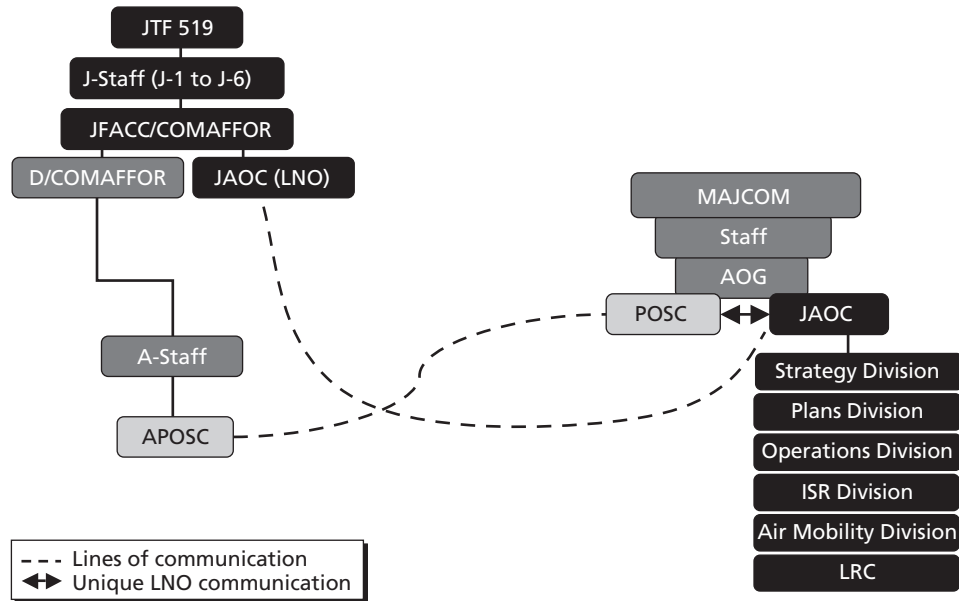 JTF 519
J-Staff (J-1 to J-6)
JFACC/COMAFFOR
D/COMAFFOR
JAOC (LNO)
A-Staff
APOSC
MAJCOM
Staff
AOG
POSC
JAOC
Strategy Division
Plans Division
Operations Division
ISR Division
Air Mobility Division
LRC
Lines of communication
Unique LNO communication